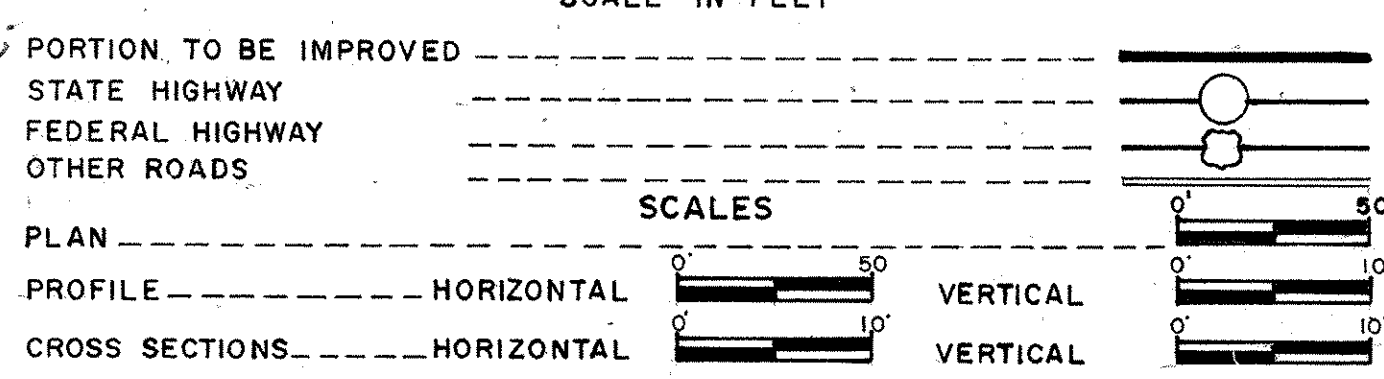 SCALE IN FEET
PORTION TO BE IMPROVED
STATE HIGHWAY
FEDERAL HIGHWAY
OTHER ROADS
SCALES
0' 50
PLAN
0' 50 0' 10
PROFILE HORIZONTAL VERTICAL
0' 10' 0' 10'
CROSS SECTIONS HORIZONTAL VERTICAL